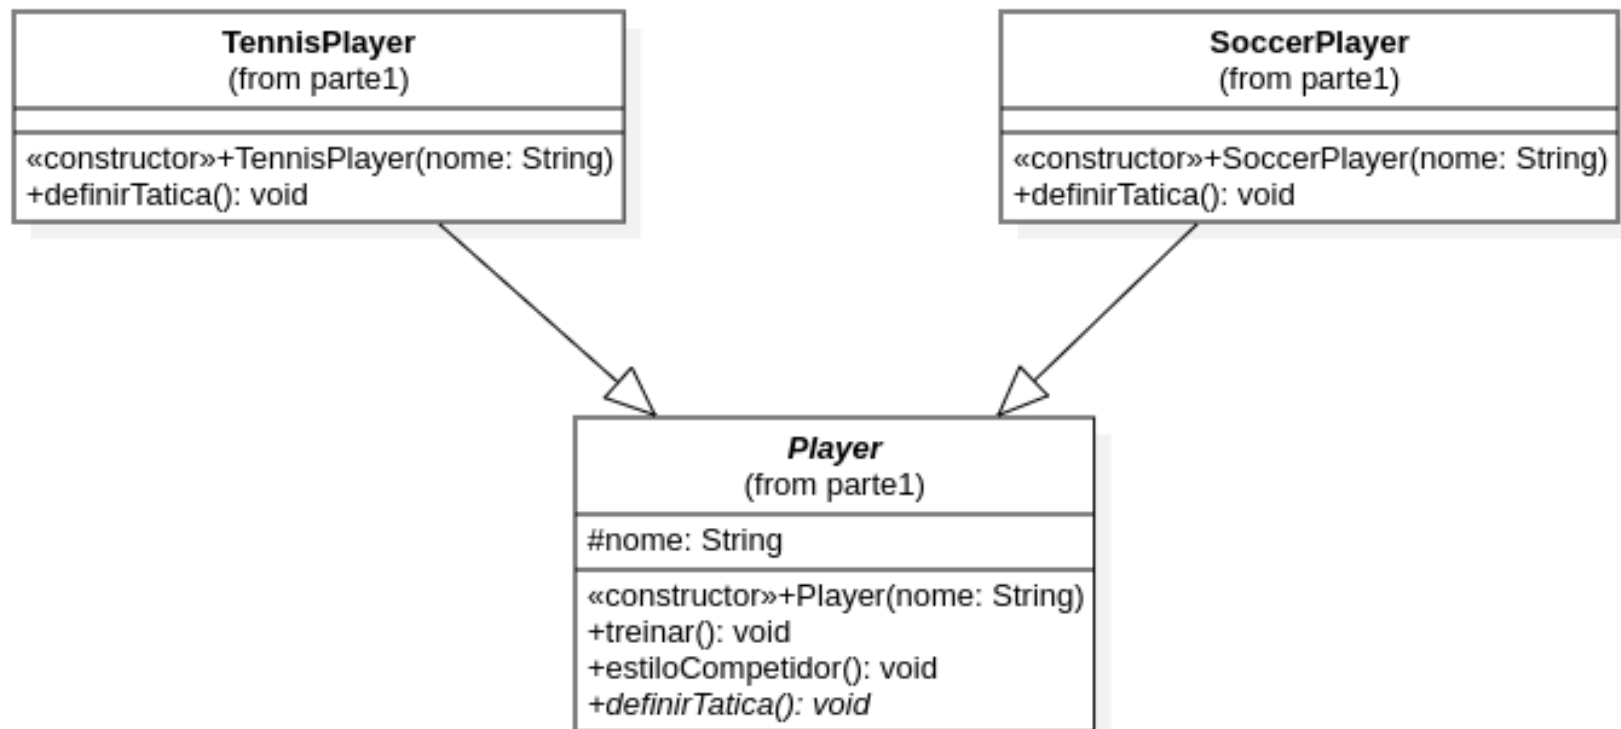 TennisPlayer
(from parte1)
«constructor»+TennisPlayer(nome: String)
+definirTatica(): void
SoccerPlayer
(from parte1)
«constructor»+SoccerPlayer(nome: String)
+definirTatica(): void
Player
(from parte1)
#nome: String
«constructor»+Player(nome: String)
+treinar(): void
+estiloCompetidor(): void
+definirTatica(): void